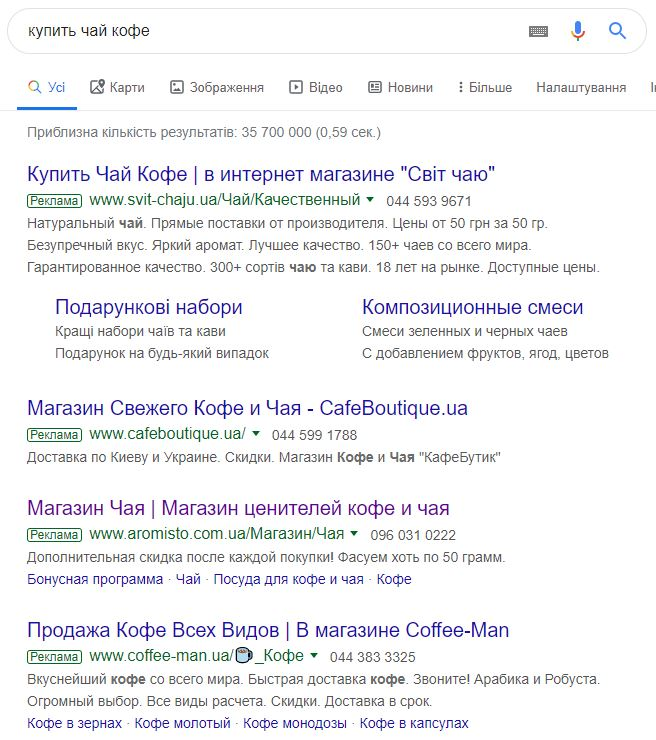 купить чай кофе
Усі Карти Зображення Відео Новини Більше Налаштування
Приблизна кількість результатів: 35 700 000 (0,59 сек.)
Купить Чай Кофе | в интернет магазине "Світ чаю"
Реклама www.svit-chaju.ua/Чай/Качественный 044 593 9671
Натуральный чай. Прямые поставки от производителя. Цены от 50 грн за 50 гр.
Безупречный вкус. Яркий аромат. Лучшее качество. 150+ чаев со всего мира.
Гарантированное качество. 300+ сортів чаю та кави. 18 лет на рынке. Доступные цены.
Подарункові набори
Кращі набори чаїв та кави
Подарунок на будь-який випадок
Композиционные смеси
Смеси зеленных и черных чаев
С добавлением фруктов, ягод, цветов
Магазин Свежего Кофе и Чая - CafeBoutique.ua
Реклама www.cafeboutique.ua/ 044 599 1788
Доставка по Киеву и Украине. Скидки. Магазин Кофе и Чая "КафеБутик"
Магазин Чая | Магазин ценителей кофе и чая
Реклама www.aromisto.com.ua/Магазин/Чая 096 031 0222
Дополнительная скидка после каждой покупки! Фасуем хоть по 50 грамм.
Бонусная программа · Чай · Посуда для кофе и чая · Кофе
Продажа Кофе Всех Видов | В магазине Coffee-Man
Реклама www.coffee-man.ua/☕_Кофе 044 383 3325
Вкуснейший кофе со всего мира. Быстрая доставка кофе. Звоните! Арабика и Робуста.
Огромный выбор. Все виды расчета. Скидки. Доставка в срок.
Кофе в зернах · Кофе молотый · Кофе монодозы · Кофе в капсулах